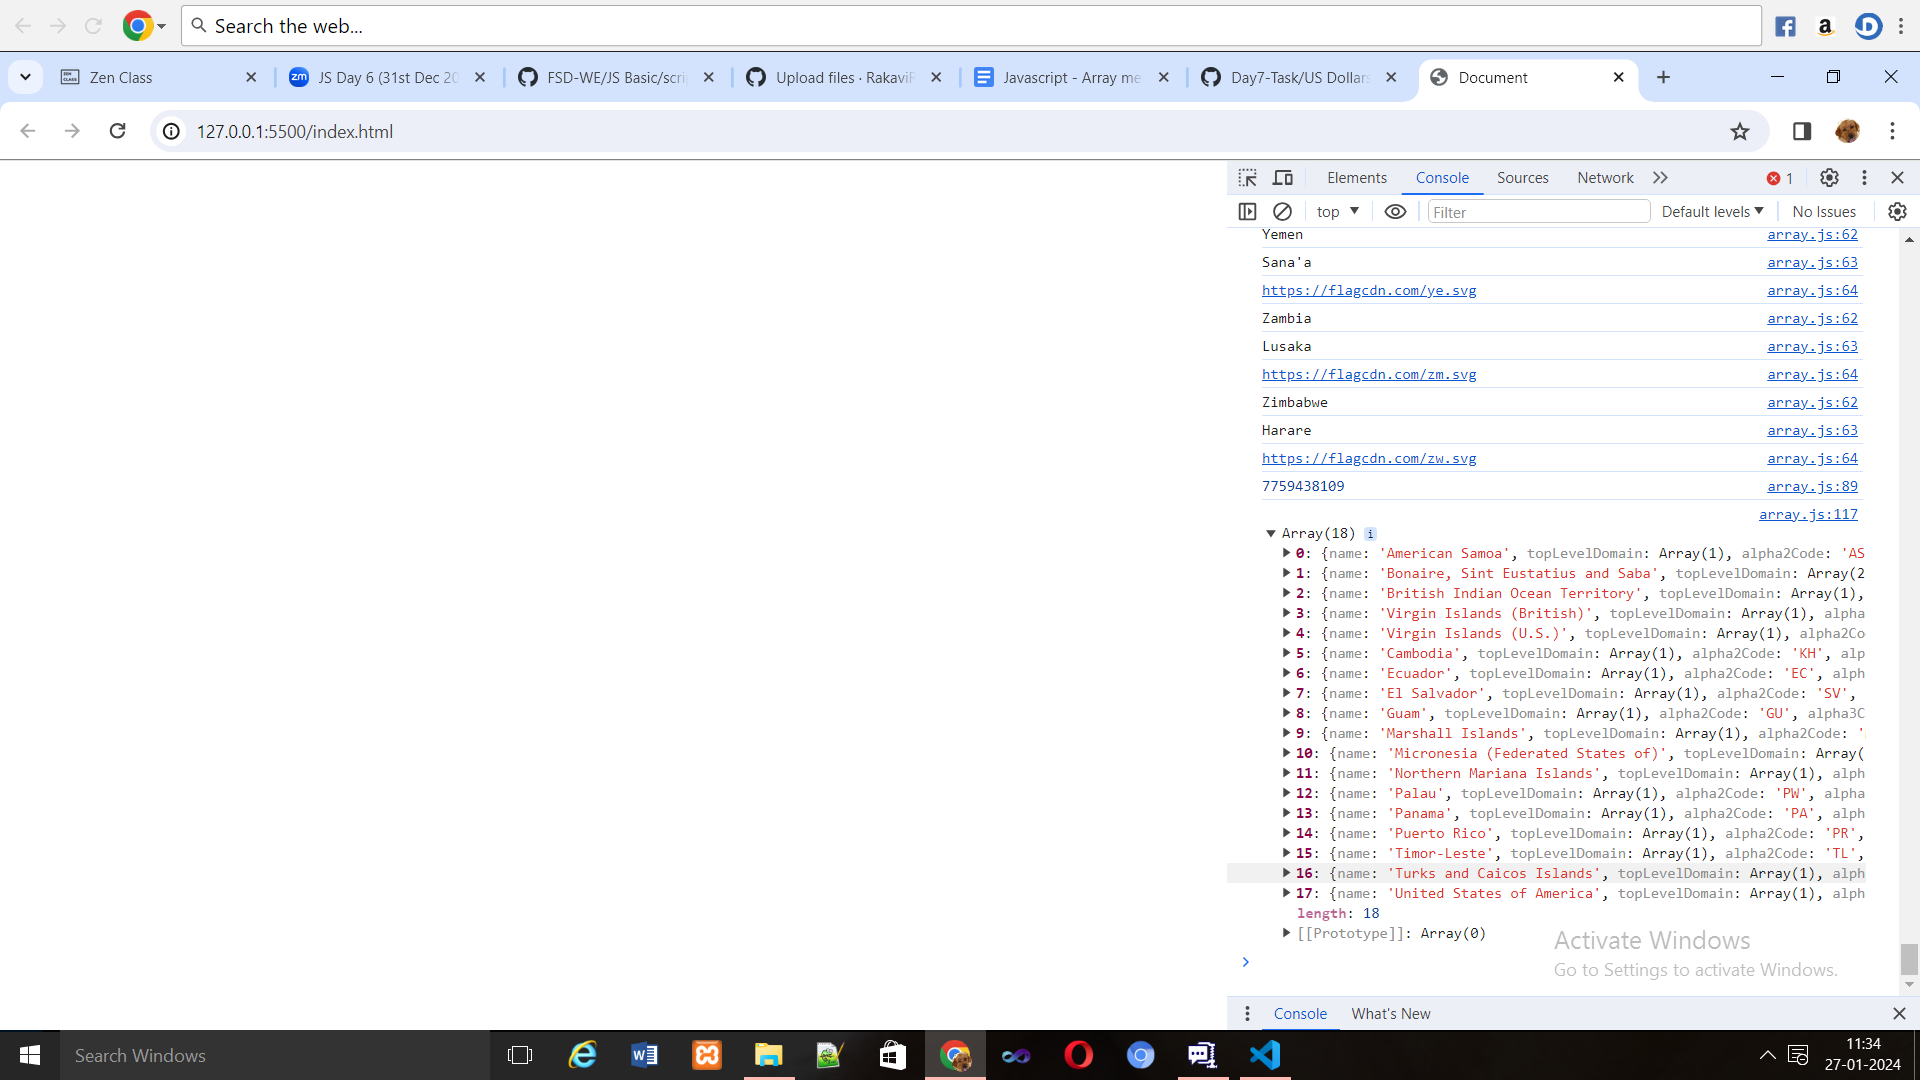 Search the web...
Zen Class
JS Day 6 (31st Dec 20
FSD-WE/JS Basic/scri
Upload files · RakaviF
Javascript - Array me
Day7-Task/US Dollars
Document
127.0.0.1:5500/index.html
Elements Console Sources Network 1
top Filter Default levels No Issues
Yemen array.js:62
Sana'a array.js:63
https://flagcdn.com/ye.svg array.js:64
Zambia array.js:62
Lusaka array.js:63
https://flagcdn.com/zm.svg array.js:64
Zimbabwe array.js:62
Harare array.js:63
https://flagcdn.com/zw.svg array.js:64
7759438109 array.js:89
array.js:117
Array(18) i
0: {name: 'American Samoa', topLevelDomain: Array(1), alpha2Code: 'AS
1: {name: 'Bonaire, Sint Eustatius and Saba', topLevelDomain: Array(2
2: {name: 'British Indian Ocean Territory', topLevelDomain: Array(1),
3: {name: 'Virgin Islands (British)', topLevelDomain: Array(1), alpha
4: {name: 'Virgin Islands (U.S.)', topLevelDomain: Array(1), alpha2Co
5: {name: 'Cambodia', topLevelDomain: Array(1), alpha2Code: 'KH', alp
6: {name: 'Ecuador', topLevelDomain: Array(1), alpha2Code: 'EC', alph
7: {name: 'El Salvador', topLevelDomain: Array(1), alpha2Code: 'SV',
8: {name: 'Guam', topLevelDomain: Array(1), alpha2Code: 'GU', alpha3C
9: {name: 'Marshall Islands', topLevelDomain: Array(1), alpha2Code: '
10: {name: 'Micronesia (Federated States of)', topLevelDomain: Array(
11: {name: 'Northern Mariana Islands', topLevelDomain: Array(1), alph
12: {name: 'Palau', topLevelDomain: Array(1), alpha2Code: 'PW', alpha
13: {name: 'Panama', topLevelDomain: Array(1), alpha2Code: 'PA', alph
14: {name: 'Puerto Rico', topLevelDomain: Array(1), alpha2Code: 'PR',
15: {name: 'Timor-Leste', topLevelDomain: Array(1), alpha2Code: 'TL',
16: {name: 'Turks and Caicos Islands', topLevelDomain: Array(1), alph
17: {name: 'United States of America', topLevelDomain: Array(1), alph
length: 18
[[Prototype]]: Array(0)
Activate Windows
Go to Settings to activate Windows.
Console What's New
Search Windows
11:34
27-01-2024